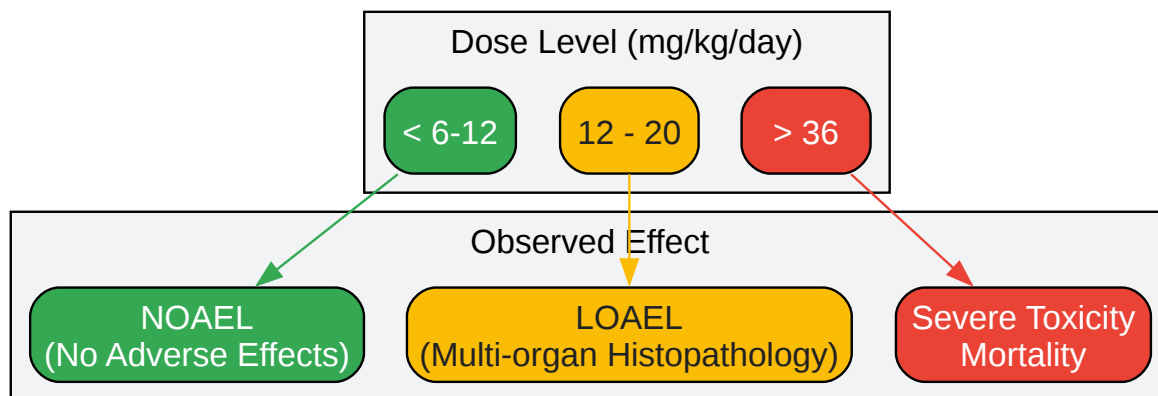 Dose Level (mg/kg/day)
< 6-12
12 - 20
> 36
Observed Effect
NOAEL
(No Adverse Effects)
LOAEL
(Multi-organ Histopathology)
Severe Toxicity
Mortality